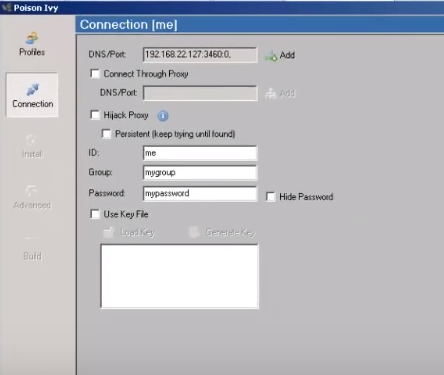 Poison Ivy
Connection [me]
Profiles
Connection
Install
Advanced
Build
DNS/Port: 192.168.22.127:3460:0, Add
Connect Through Proxy
DNS/Port: Add
Hijack Proxy
Persistent (keep trying until found)
ID: me
Group: mygroup
Password: mypassword Hide Password
Use Key File
Load Key Generate Key